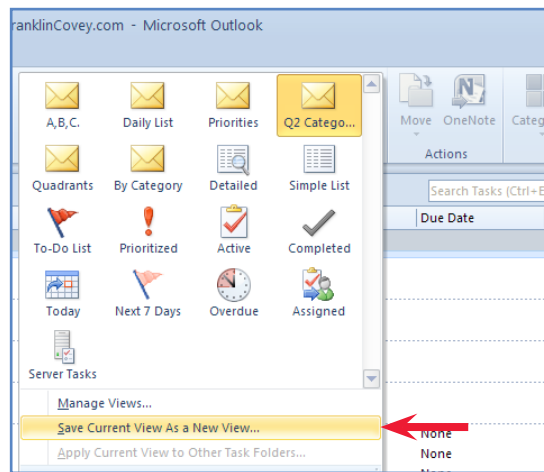 ranklinCovey.com - Microsoft Outlook
A,B,C. Daily List Priorities Q2 Catego...
Move OneNote Categ
Actions
Quadrants By Category Detailed Simple List
Search Tasks (Ctrl+E
Due Date
To-Do List Prioritized Active Completed
Today Next 7 Days Overdue Assigned
Server Tasks
Manage Views...
Save Current View As a New View...
None
Apply Current View to Other Task Folders...
None
None